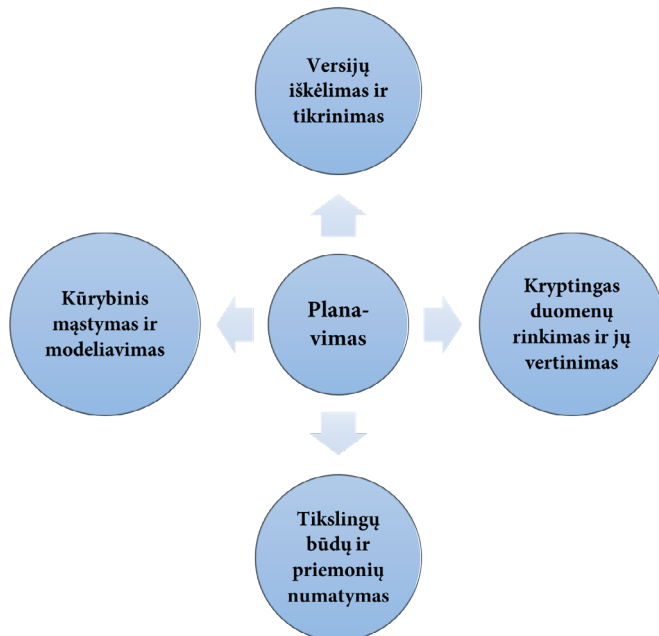 Versijų
iškėlimas ir
tikrinimas
Kūrybinis
mąstymas ir
modeliavimas
Plana-
vimas
Kryptingas
duomenų
rinkimas ir jų
vertinimas
Tikslingų
būdų ir
priemonių
numatymas